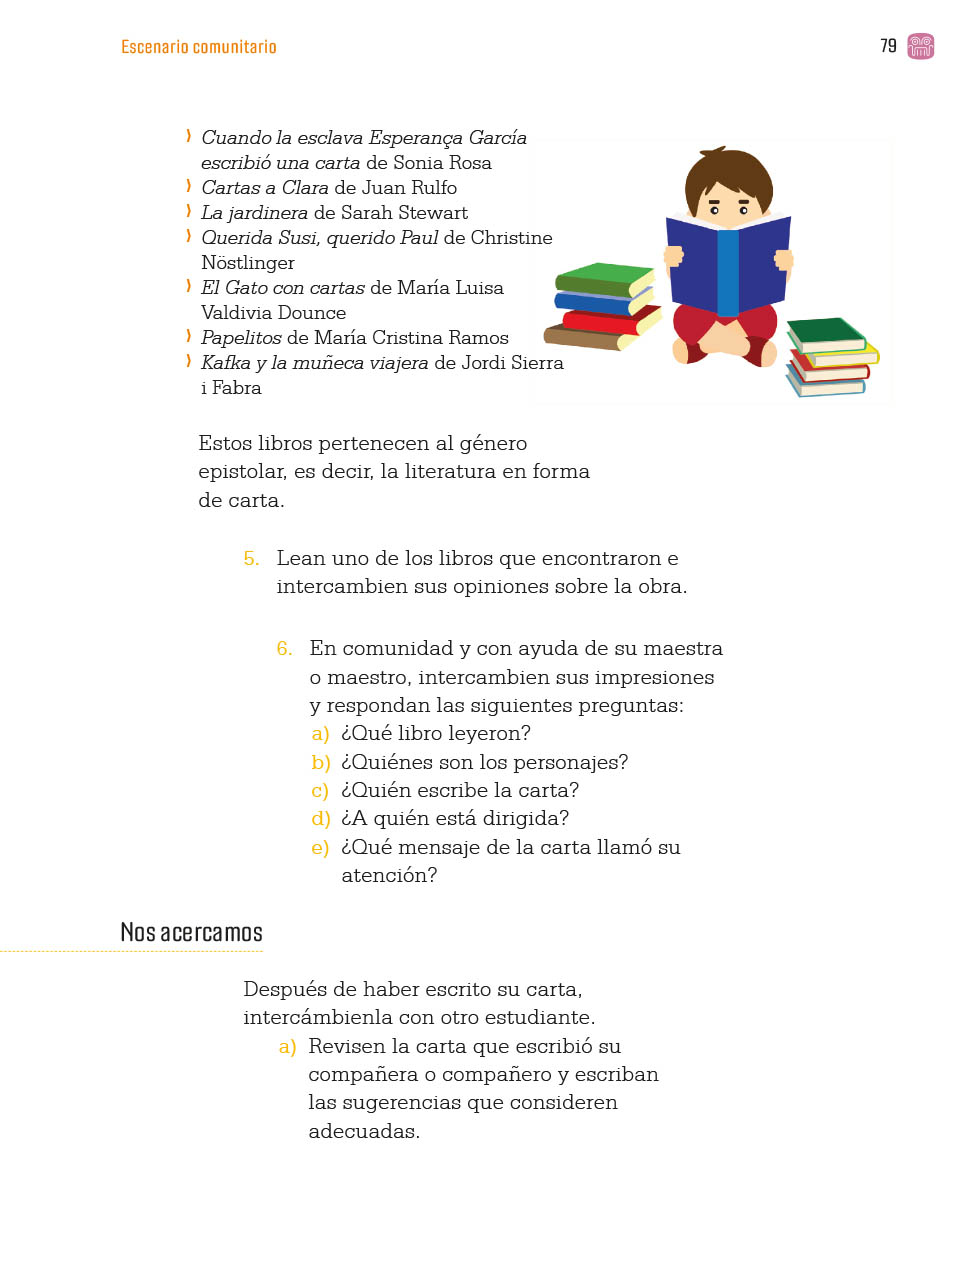 Escenario comunitario
79
Cuando la esclava Esperança García
escribió una carta de Sonia Rosa
Cartas a Clara de Juan Rulfo
La jardinera de Sarah Stewart
Querida Susi, querido Paul de Christine
Nöstlinger
El Gato con cartas de María Luisa
Valdivia Dounce
Papelitos de María Cristina Ramos
Kafka y la muñeca viajera de Jordi Sierra
i Fabra
Estos libros pertenecen al género
epistolar, es decir, la literatura en forma
de carta.
5. Lean uno de los libros que encontraron e
intercambien sus opiniones sobre la obra.
6. En comunidad y con ayuda de su maestra
o maestro, intercambien sus impresiones
y respondan las siguientes preguntas:
a) ¿Qué libro leyeron?
b) ¿Quiénes son los personajes?
c) ¿Quién escribe la carta?
d) ¿A quién está dirigida?
e) ¿Qué mensaje de la carta llamó su
atención?
Nos acercamos
Después de haber escrito su carta,
intercámbienla con otro estudiante.
a) Revisen la carta que escribió su
compañera o compañero y escriban
las sugerencias que consideren
adecuadas.